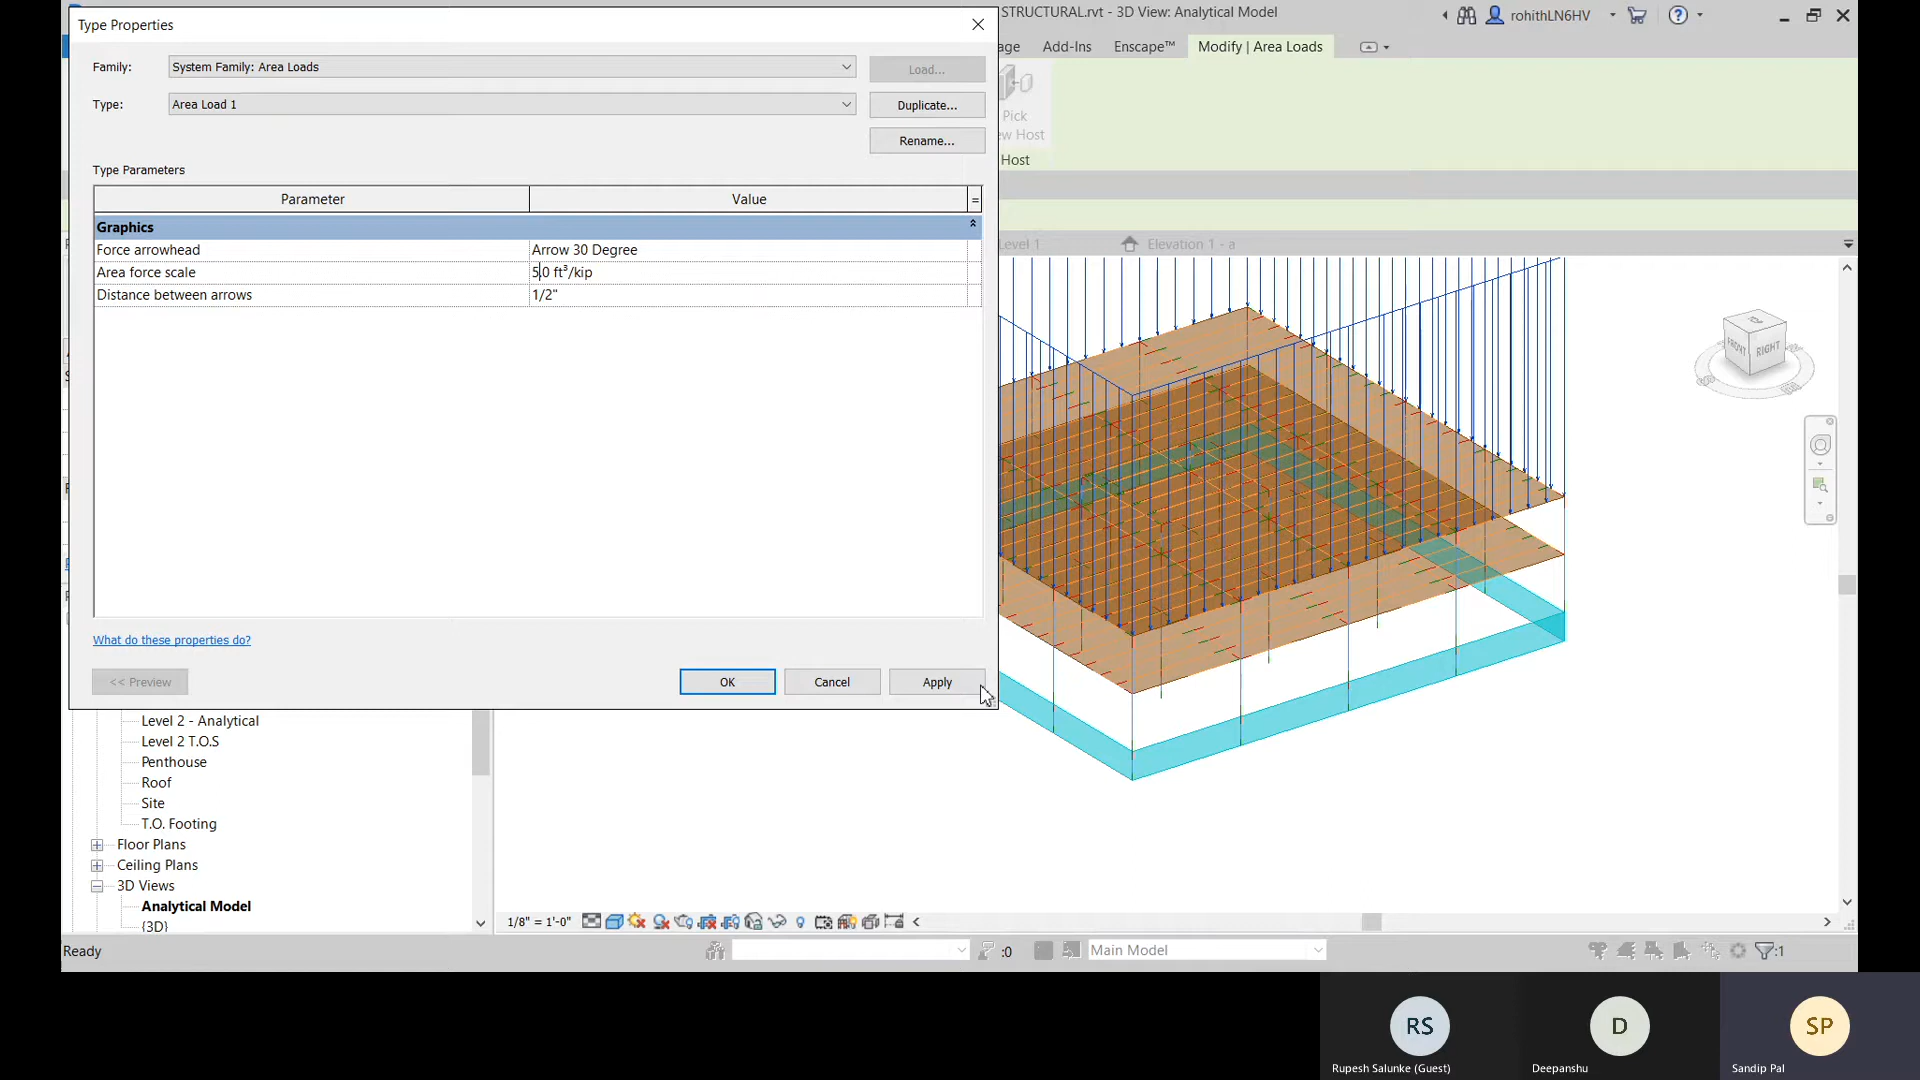 Type Properties
STRUCTURAL.rvt - 3D View: Analytical Model
rohithLN6HV
Family:
System Family: Area Loads
Load...
age
Add-Ins
Enscape™
Modify | Area Loads
Type:
Area Load 1
Duplicate...
Rename...
Pick
ew Host
Host
Type Parameters
Parameter
Value
=
Graphics
Force arrowhead
Arrow 30 Degree
Area force scale
5.0 ft³/kip
Distance between arrows
1/2"
evel 1
Elevation 1 - a
FRONT
RIGHT
What do these properties do?
<< Preview
OK
Cancel
Apply
Level 2 - Analytical
Level 2 T.O.S
Penthouse
Roof
Site
T.O. Footing
Floor Plans
Ceiling Plans
3D Views
Analytical Model
{3D}
1/8" = 1'-0"
Ready
:0
Main Model
:1
RS
D
SP
Rupesh Salunke (Guest)
Deepanshu
Sandip Pal